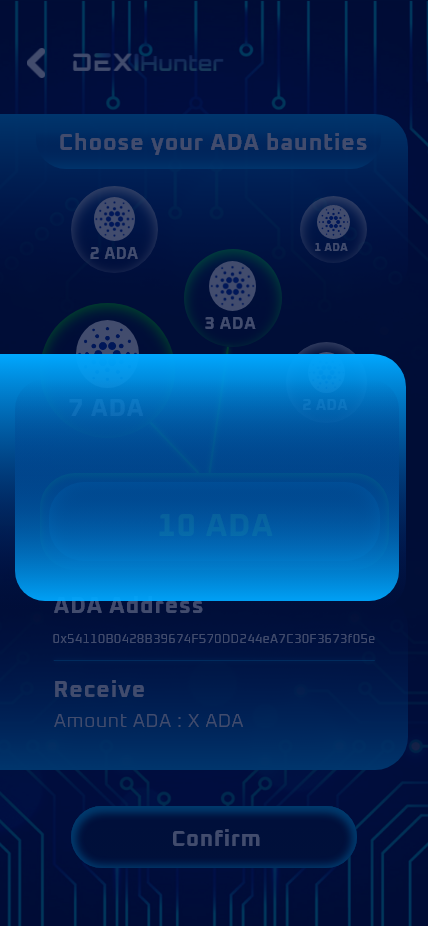 DEXHunter
Choose your ADA baunties
2 ADA
1 ADA
3 ADA
7 ADA
2 ADA
10 ADA
ADA Address
0x54110B0428B39674F570DD244eA7C30F3673f05e
Receive
Amount ADA : X ADA
Confirm